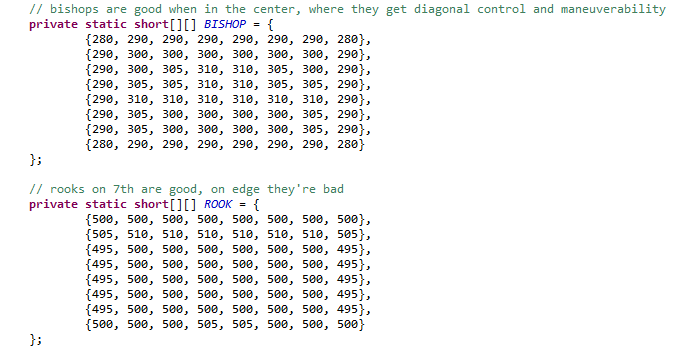 // bishops are good when in the center, where they get diagonal control and maneuverability
private static short[][] BISHOP = {
{280, 290, 290, 290, 290, 290, 290, 280},
{290, 300, 300, 300, 300, 300, 300, 290},
{290, 300, 305, 310, 310, 305, 300, 290},
{290, 305, 305, 310, 310, 305, 305, 290},
{290, 310, 310, 310, 310, 310, 310, 290},
{290, 305, 300, 300, 300, 300, 305, 290},
{290, 305, 300, 300, 300, 300, 305, 290},
{280, 290, 290, 290, 290, 290, 290, 280}
};
// rooks on 7th are good, on edge they're bad
private static short[][] ROOK = {
{500, 500, 500, 500, 500, 500, 500, 500},
{505, 510, 510, 510, 510, 510, 510, 505},
{495, 500, 500, 500, 500, 500, 500, 495},
{495, 500, 500, 500, 500, 500, 500, 495},
{495, 500, 500, 500, 500, 500, 500, 495},
{495, 500, 500, 500, 500, 500, 500, 495},
{495, 500, 500, 500, 500, 500, 500, 495},
{500, 500, 500, 505, 505, 500, 500, 500}
};